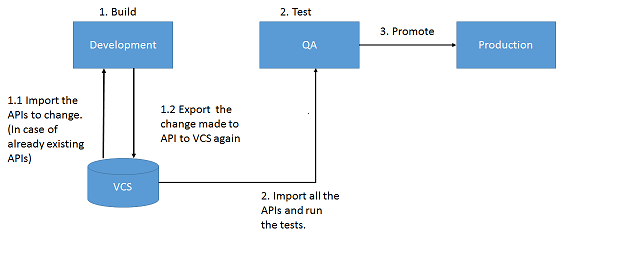 1. Build
2. Test
Development
QA
3. Promote
Production
1.1 Import the
APIs to change.
(In case of
already existing
APIs)
1.2 Export the
change made to
API to VCS again
VCS
2. Import all the
APIs and run
the tests.